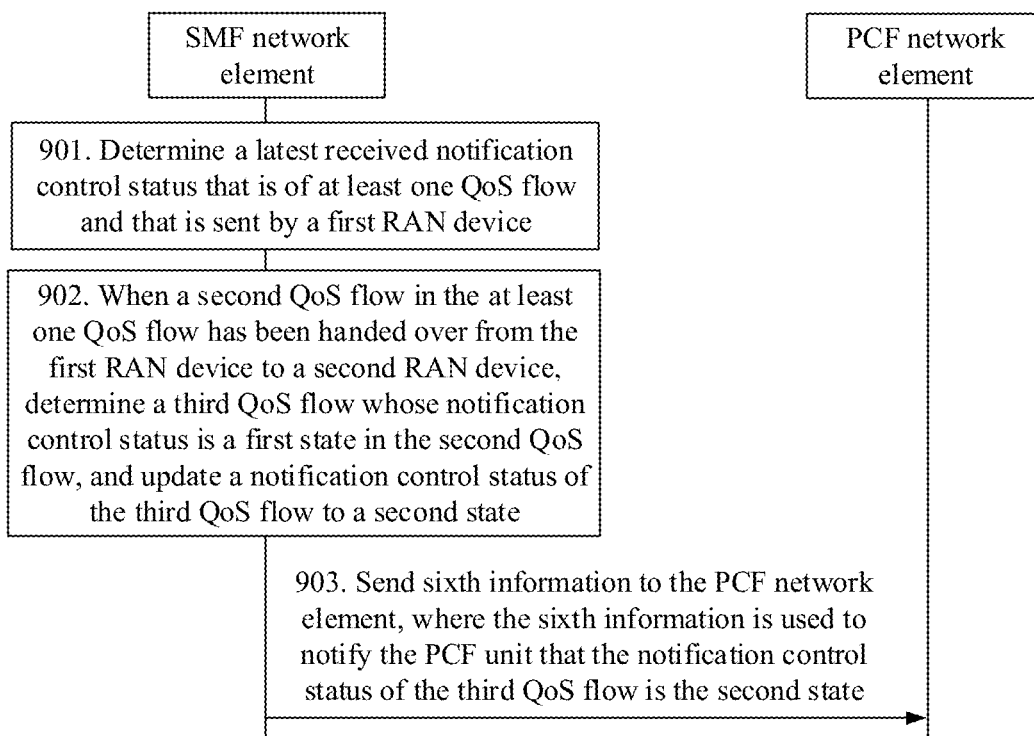 SMF network
element
PCF network
element
901. Determine a latest received notification
control status that is of at least one QoS flow
and that is sent by a first RAN device
902. When a second QoS flow in the at least
one QoS flow has been handed over from the
first RAN device to a second RAN device,
determine a third QoS flow whose notification
control status is a first state in the second QoS
flow, and update a notification control status of
the third QoS flow to a second state
903. Send sixth information to the PCF network
element, where the sixth information is used to
notify the PCF unit that the notification control
status of the third QoS flow is the second state